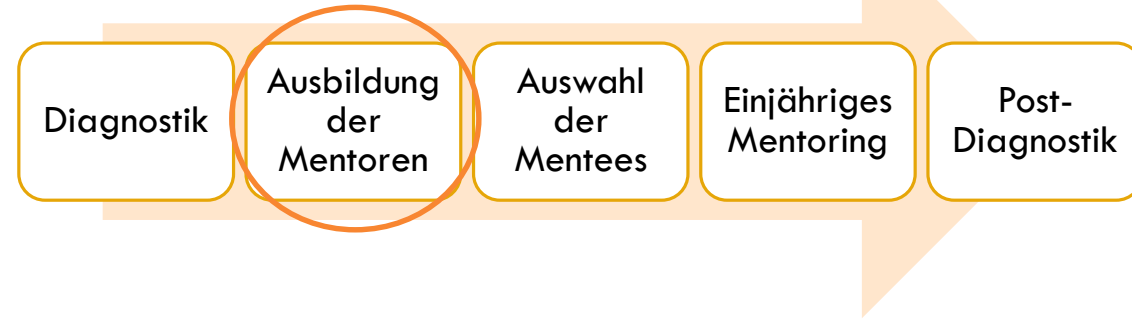 Diagnostik
Ausbildung
der
Mentoren
Auswahl
der
Mentees
Einjähriges
Mentoring
Post-
Diagnostik